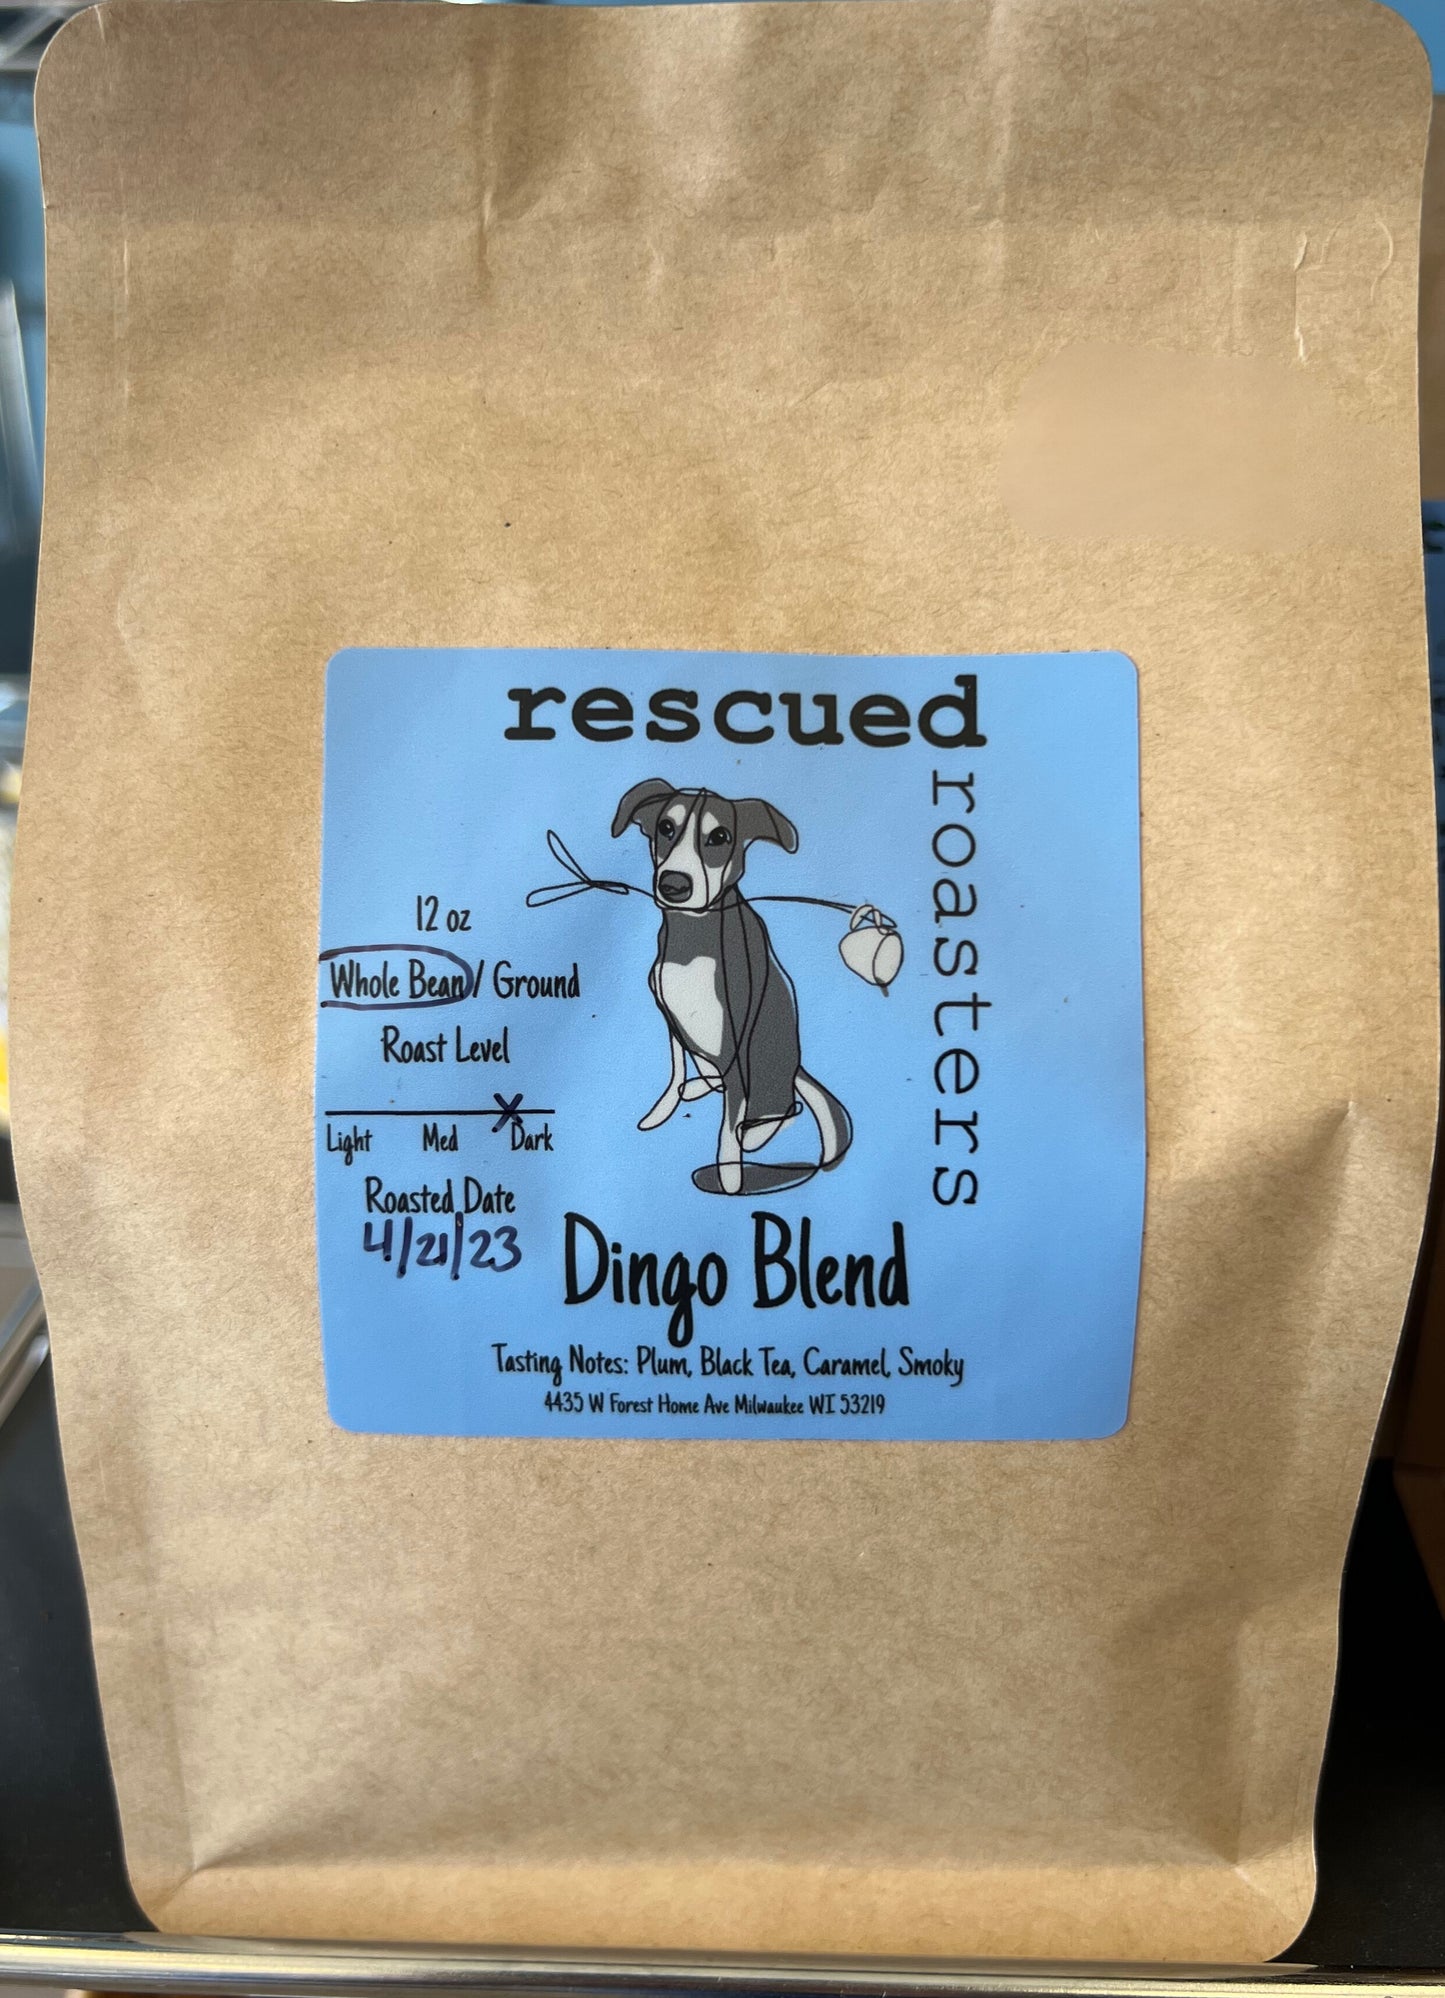 rescued
roasters
12 oz
Whole Bean / Ground
Roast Level
X
Light Med Dark
Roasted Date
4/21/23
Dingo Blend
Tasting Notes: Plum, Black Tea, Caramel, Smoky
4435 W Forest Home Ave Milwaukee WI 53219